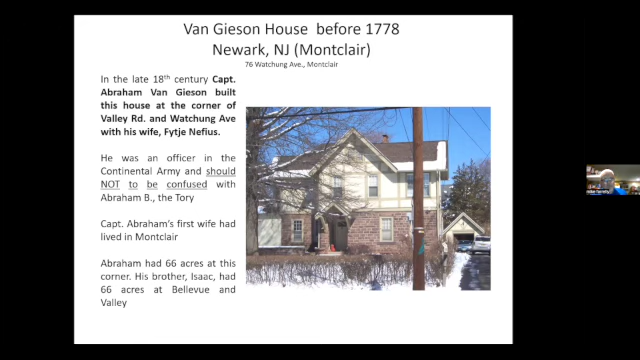 Van Gieson House before 1778
Newark, NJ (Montclair)
76 Watchung Ave., Montclair
In the late 18th century Capt.
Abraham Van Gieson built
this house at the corner of
Valley Rd. and Watchung Ave
with his wife, Fytje Nefius.
He was an officer in the
Continental Army and should
NOT to be confused with
Abraham B., the Tory
Capt. Abraham's first wife had
lived in Montclair
Abraham had 66 acres at this
corner. His brother, Isaac, had
66 acres at Bellevue and
Valley